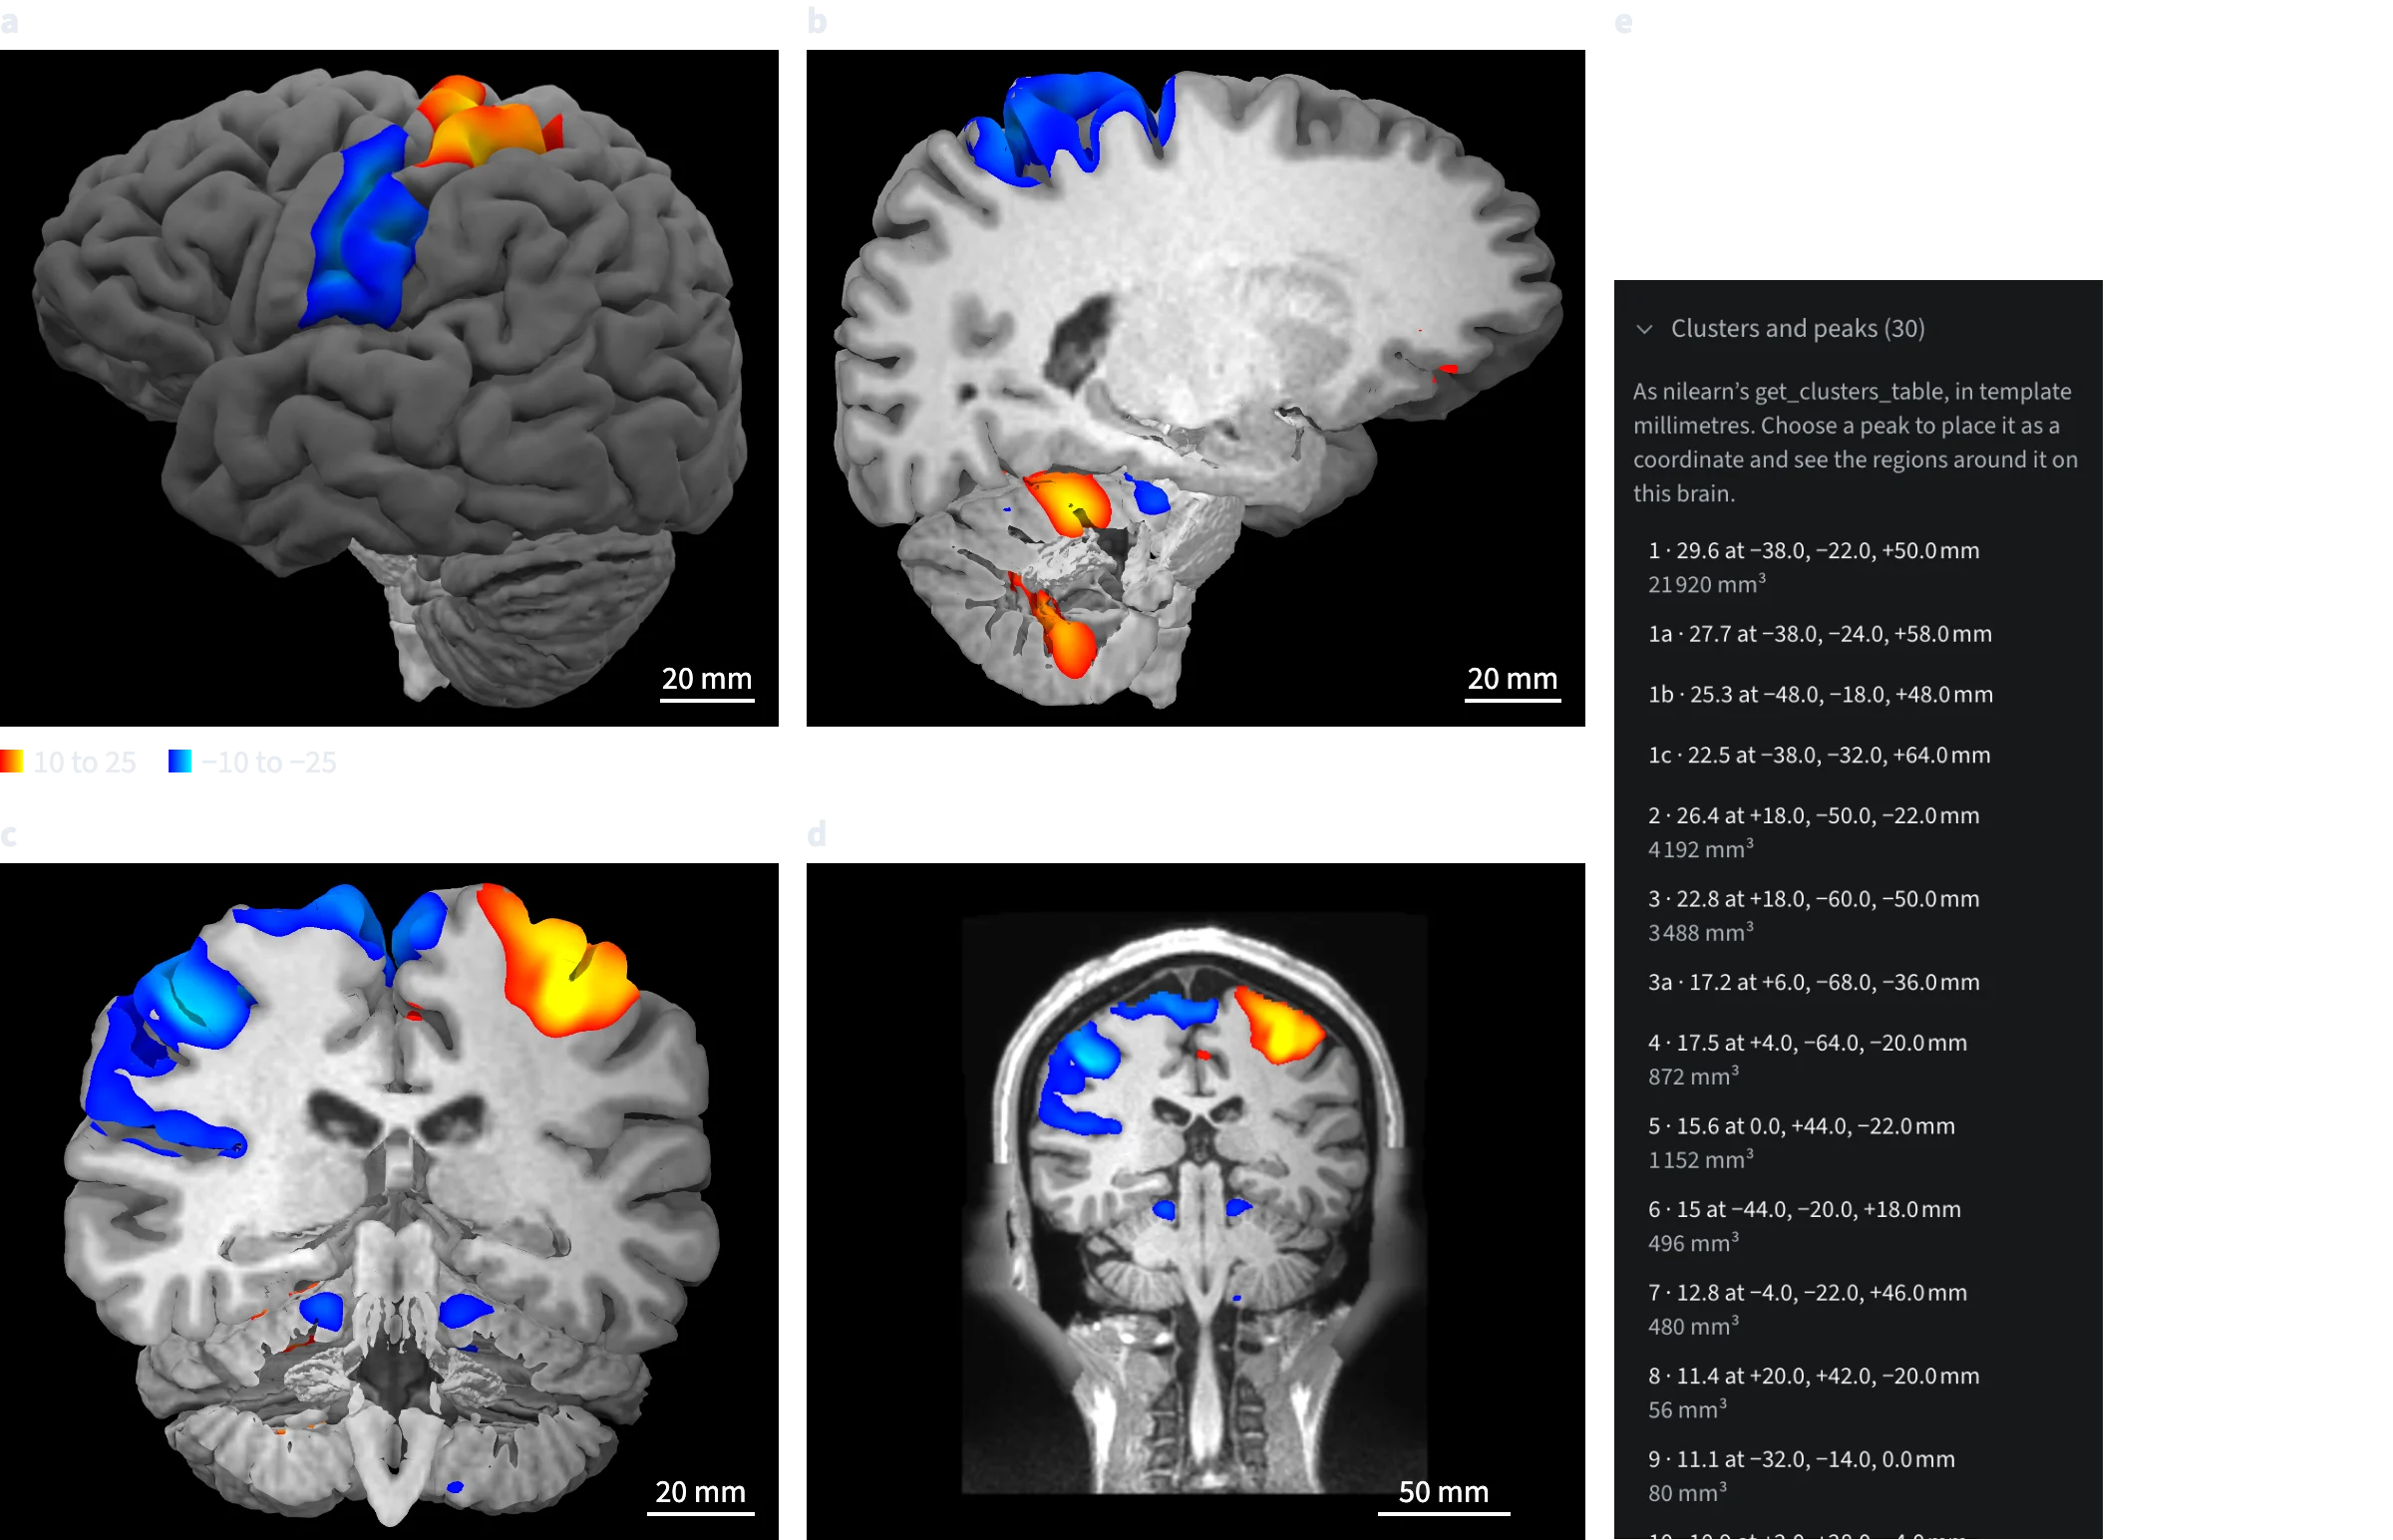 a
b
e
20 mm
20 mm
10 to 25
−10 to −25
c
d
20 mm
50 mm
Clusters and peaks (30)
As nilearn’s get_clusters_table, in template
millimetres. Choose a peak to place it as a
coordinate and see the regions around it on
this brain.
1 · 29.6 at −38.0, −22.0, +50.0 mm
21 920 mm³
1a · 27.7 at −38.0, −24.0, +58.0 mm
1b · 25.3 at −48.0, −18.0, +48.0 mm
1c · 22.5 at −38.0, −32.0, +64.0 mm
2 · 26.4 at +18.0, −50.0, −22.0 mm
4 192 mm³
3 · 22.8 at +18.0, −60.0, −50.0 mm
3 488 mm³
3a · 17.2 at +6.0, −68.0, −36.0 mm
4 · 17.5 at +4.0, −64.0, −20.0 mm
872 mm³
5 · 15.6 at 0.0, +44.0, −22.0 mm
1 152 mm³
6 · 15 at −44.0, −20.0, +18.0 mm
496 mm³
7 · 12.8 at −4.0, −22.0, +46.0 mm
480 mm³
8 · 11.4 at +20.0, +42.0, −20.0 mm
56 mm³
9 · 11.1 at −32.0, −14.0, 0.0 mm
80 mm³